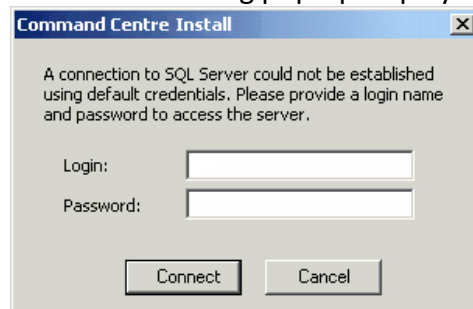 Command Centre Install
A connection to SQL Server could not be established
using default credentials. Please provide a login name
and password to access the server.
Login:
Password:
Connect Cancel